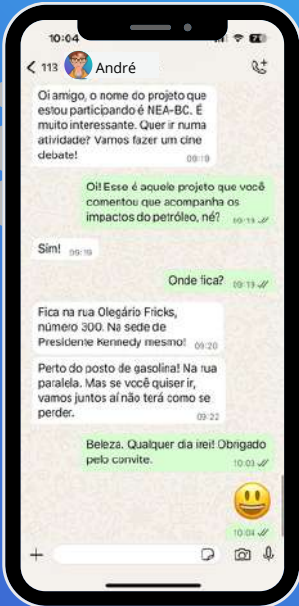 10:04
113 André
Oi amigo, o nome do projeto que
estou participando é NEA-BC. É
muito interessante. Quer ir numa
atividade? Vamos fazer um cine
debate!
09:19
Oi! Esse é aquele projeto que você
comentou que acompanha os
impactos do petróleo, né?
09:19
Sim! 09:19
Onde fica? 09:19
Fica na rua Olegário Fricks,
número 300. Na sede de
Presidente Kennedy mesmo! 09:20
Perto do posto de gasolina! Na rua
paralela. Mas se você quiser ir,
vamos juntos aí não terá como se
perder.
09:22
Beleza. Qualquer dia irei! Obrigado
pelo convite.
10:03
10:04